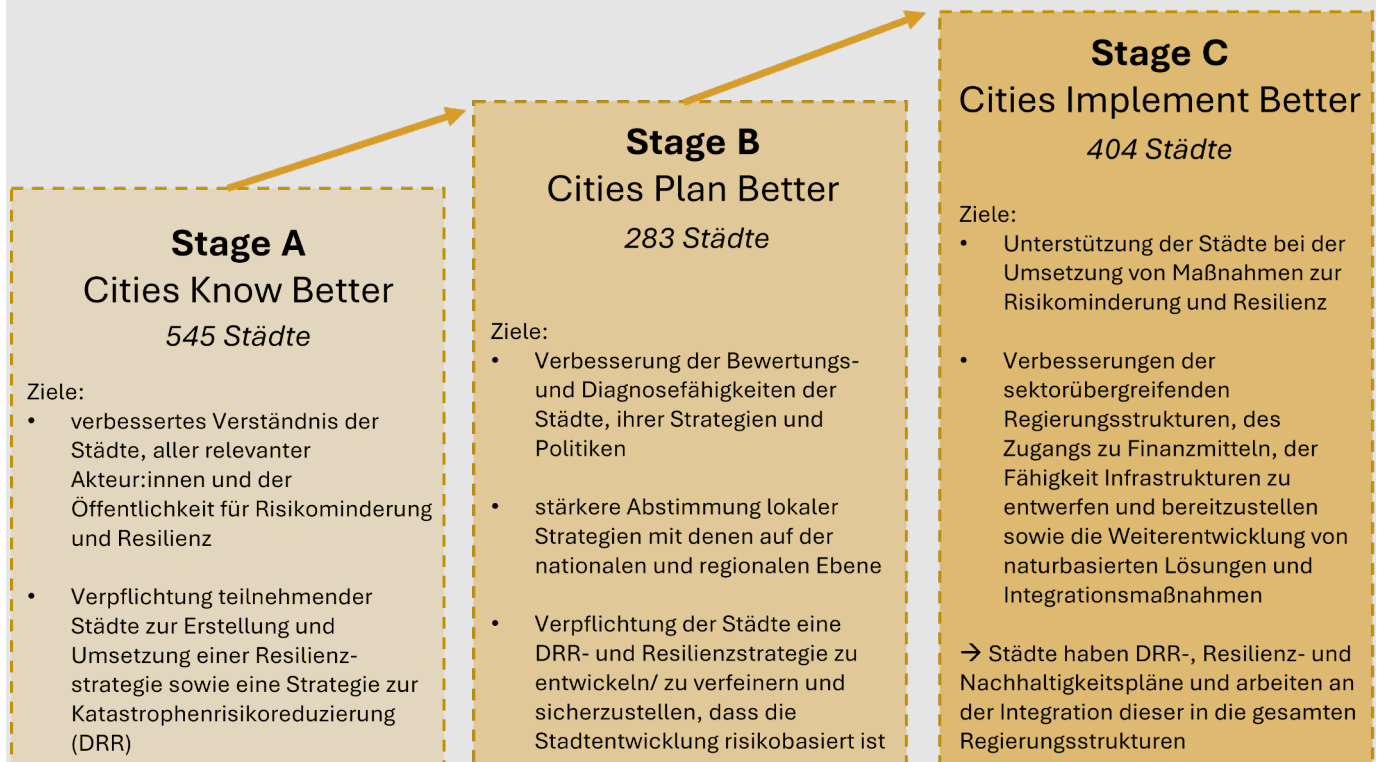 Stage A
Cities Know Better
545 Städte
Ziele:
• verbessertes Verständnis der
Städte, aller relevanter
Akteur:innen und der
Öffentlichkeit für Risikominderung
und Resilienz
• Verpflichtung teilnehmender
Städte zur Erstellung und
Umsetzung einer Resilienz-
strategie sowie eine Strategie zur
Katastrophenrisikoreduzierung
(DRR)
Stage B
Cities Plan Better
283 Städte
Ziele:
• Verbesserung der Bewertungs-
und Diagnosefähigkeiten der
Städte, ihrer Strategien und
Politiken
• stärkere Abstimmung lokaler
Strategien mit denen auf der
nationalen und regionalen Ebene
• Verpflichtung der Städte eine
DRR- und Resilienzstrategie zu
entwickeln/ zu verfeinern und
sicherzustellen, dass die
Stadtentwicklung risikobasiert ist
Stage C
Cities Implement Better
404 Städte
Ziele:
• Unterstützung der Städte bei der
Umsetzung von Maßnahmen zur
Risikominderung und Resilienz
• Verbesserungen der
sektorübergreifenden
Regierungsstrukturen, des
Zugangs zu Finanzmitteln, der
Fähigkeit Infrastrukturen zu
entwerfen und bereitzustellen
sowie die Weiterentwicklung von
naturbasierten Lösungen und
Integrationsmaßnahmen
→ Städte haben DRR-, Resilienz- und
Nachhaltigkeitspläne und arbeiten an
der Integration dieser in die gesamten
Regierungsstrukturen